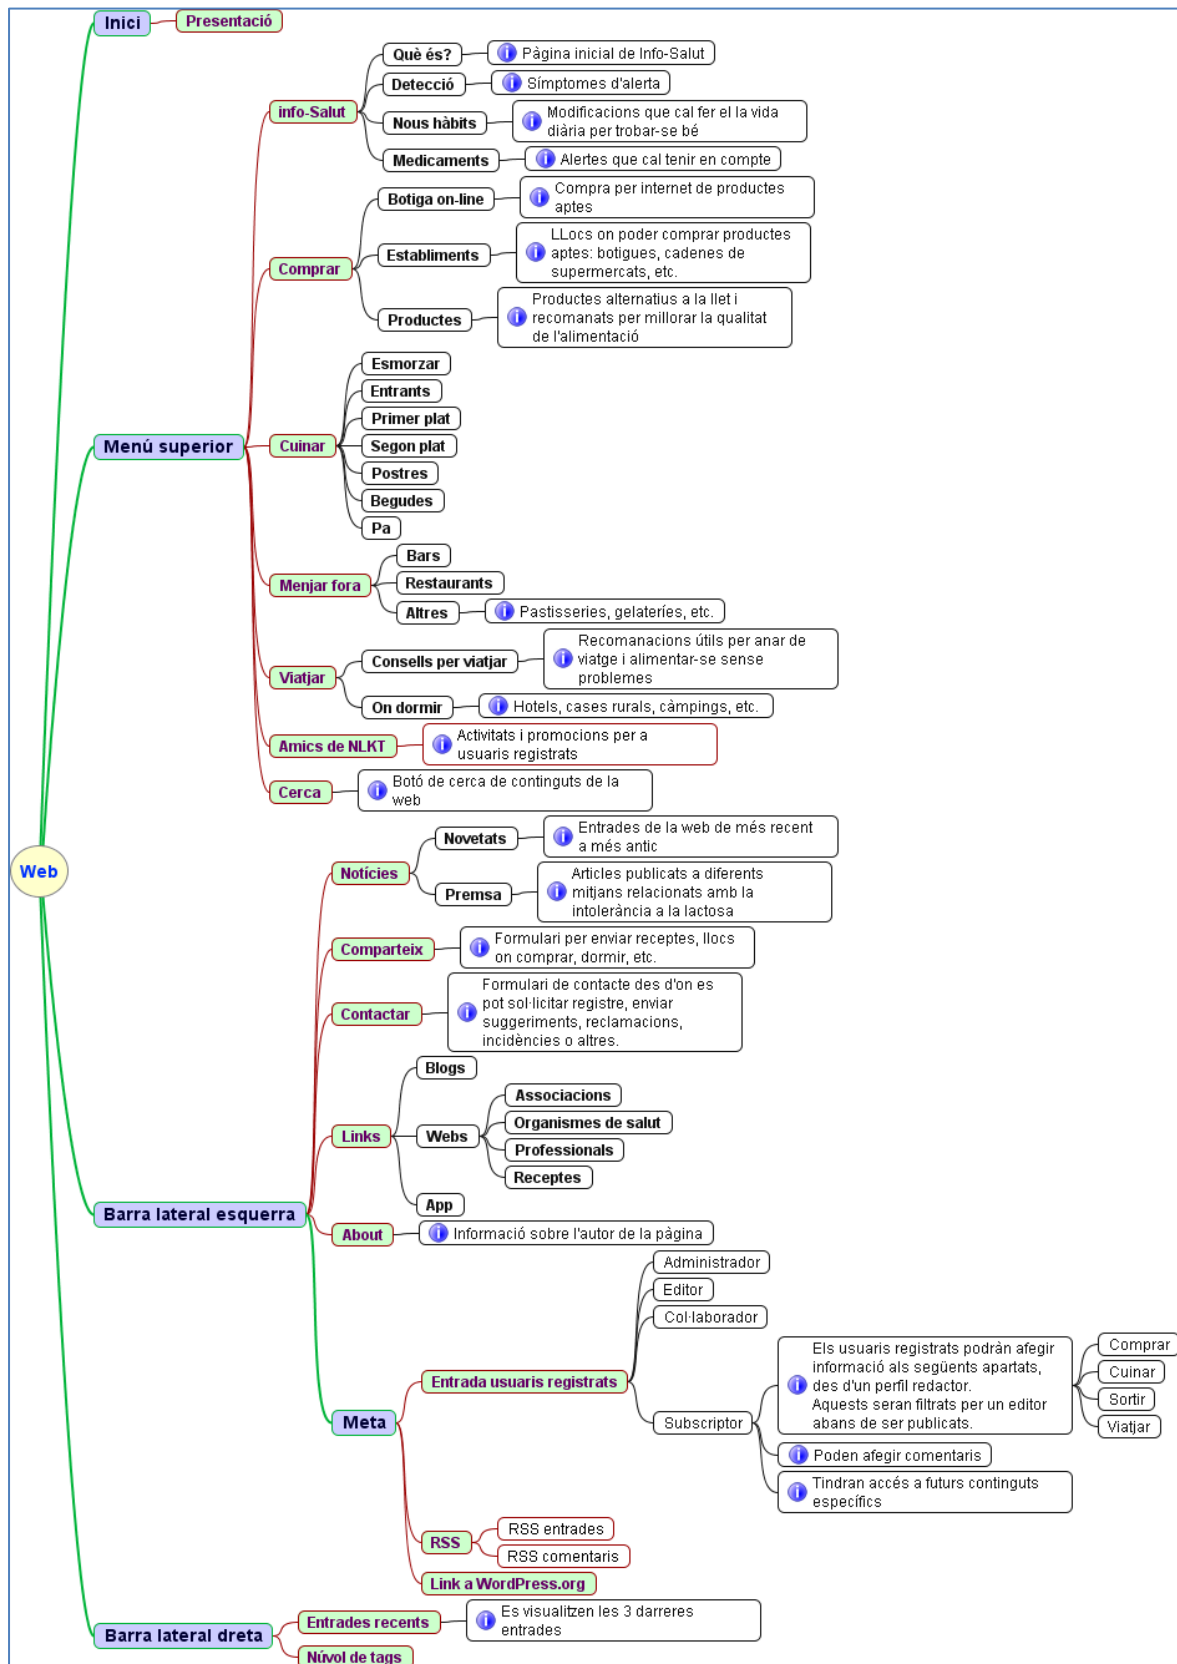 Inici
Presentació
Què és?
Pàgina inicial de Info-Salut
Detecció
Símptomes d'alerta
info-Salut
Nous hàbits
Modificacions que cal fer el la vida
diària per trobar-se bé
Medicaments
Alertes que cal tenir en compte
Botiga on-line
Compra per internet de productes
aptes
Comprar
Establiments
LLocs on poder comprar productes
aptes: botigues, cadenes de
supermercats, etc.
Productes
Productes alternatius a la llet i
recomanats per millorar la qualitat
de l'alimentació
Menú superior
Cuinar
Esmorzar
Entrants
Primer plat
Segon plat
Postres
Begudes
Pa
Menjar fora
Bars
Restaurants
Altres
Pastisseries, gelateríes, etc.
Viatjar
Consells per viatjar
Recomanacions útils per anar de
viatge i alimentar-se sense
problemes
On dormir
Hotels, cases rurals, càmpings, etc.
Amics de NLKT
Activitats i promocions per a
usuaris registrats
Cerca
Botó de cerca de continguts de la
web
Web
Notícies
Novetats
Entrades de la web de més recent
a més antic
Premsa
Articles publicats a diferents
mitjans relacionats amb la
intolerància a la lactosa
Comparteix
Formulari per enviar receptes, llocs
on comprar, dormir, etc.
Contactar
Formulari de contacte des d'on es
pot sol·licitar registre, enviar
suggeriments, reclamacions,
incidències o altres.
Links
Blogs
Webs
Associacions
Organismes de salut
Professionals
Receptes
App
Barra lateral esquerra
About
Informació sobre l'autor de la pàgina
Meta
Entrada usuaris registrats
Administrador
Editor
Col·laborador
Subscriptor
Els usuaris registrats podràn afegir
informació als següents apartats,
des d'un perfil redactor.
Aquests seran filtrats per un editor
abans de ser publicats.
Comprar
Cuinar
Sortir
Viatjar
Poden afegir comentaris
Tindran accés a futurs continguts
específics
RSS
RSS entrades
RSS comentaris
Link a WordPress.org
Barra lateral dreta
Entrades recents
Es visualitzen les 3 darreres
entrades
Núvol de tags